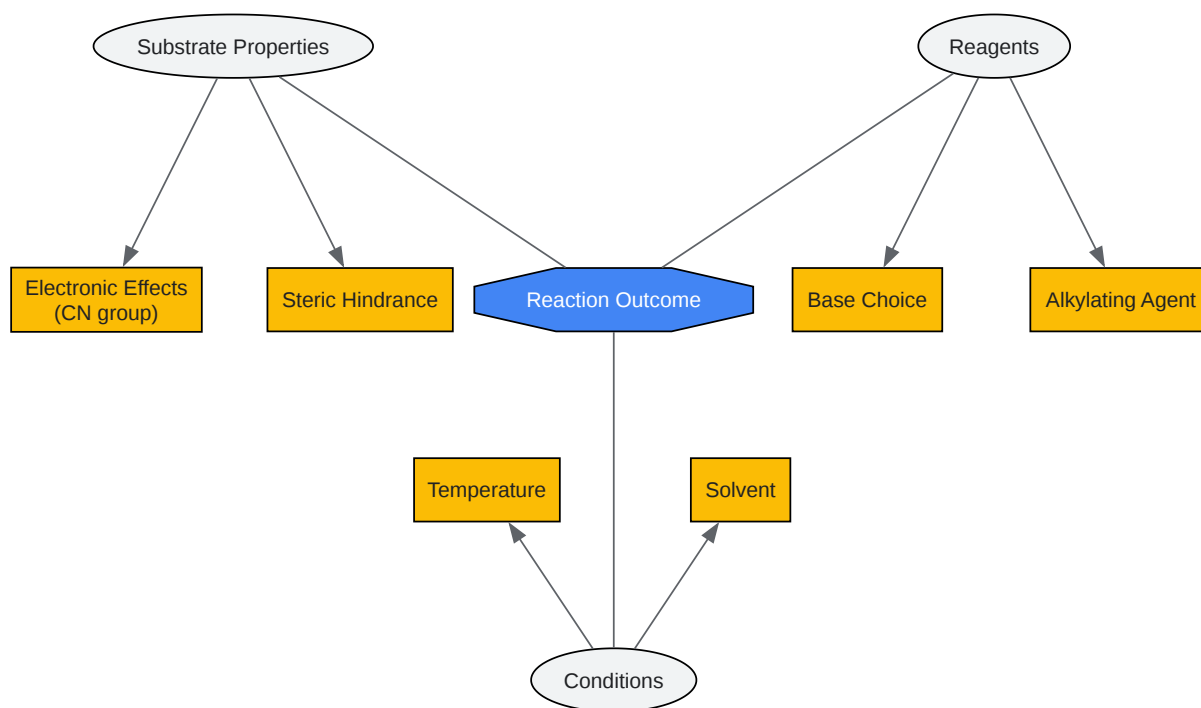 Substrate Properties
Reagents
Electronic Effects
(CN group)
Steric Hindrance
Reaction Outcome
Base Choice
Alkylating Agent
Temperature
Solvent
Conditions